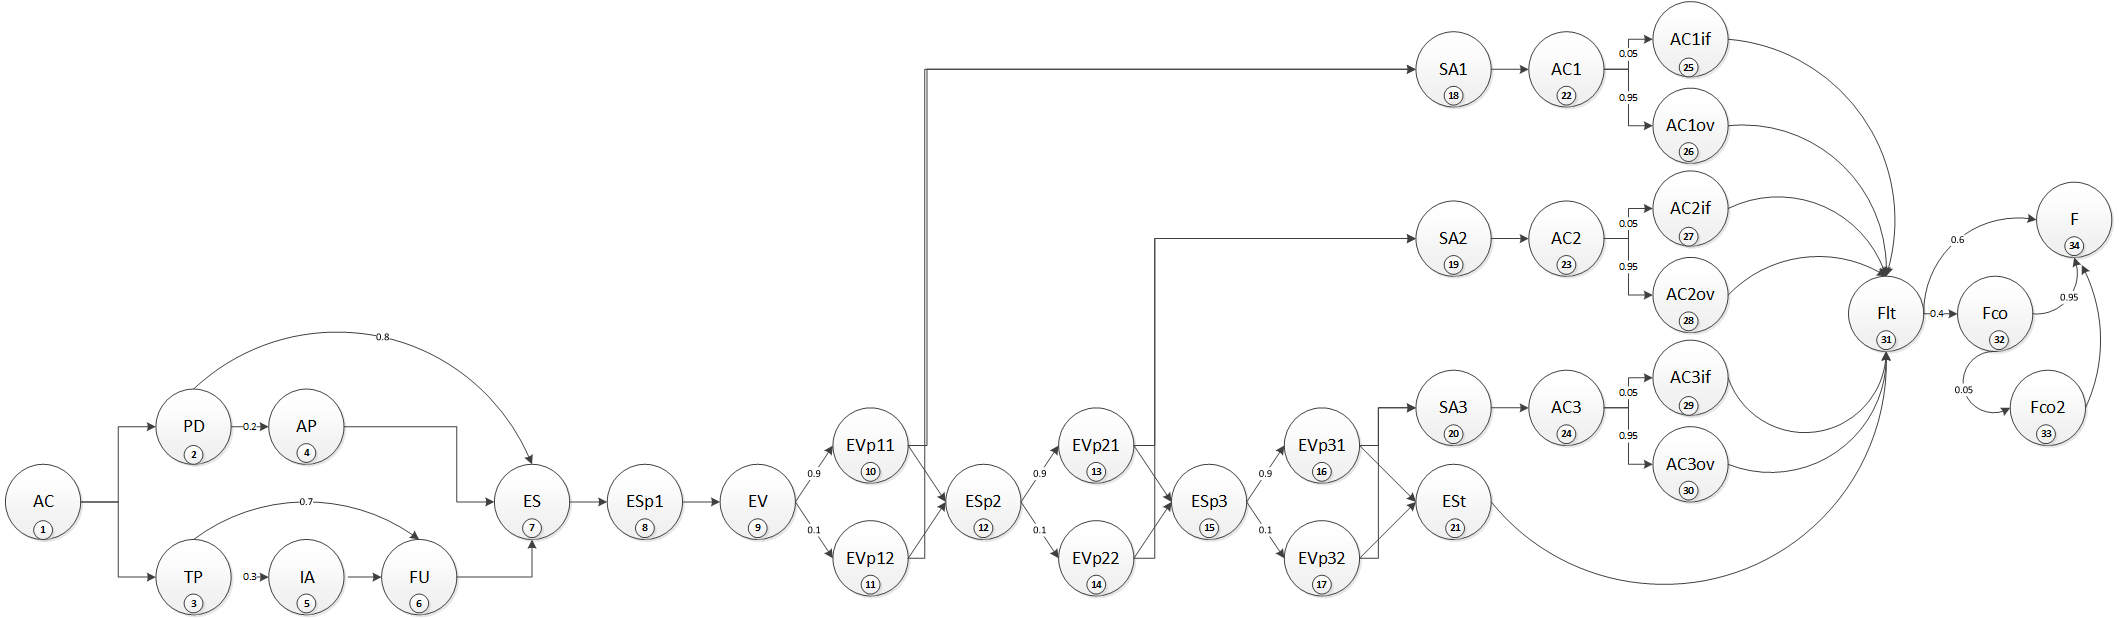 AC
1
PD
2
TP
3
0.8
0.2
AP
4
0.7
0.3
IA
5
FU
6
ES
7
ESp1
8
EV
9
0.9
0.1
EVp11
10
EVp12
11
ESp2
12
0.9
0.1
EVp21
13
EVp22
14
ESp3
15
0.9
0.1
EVp31
16
EVp32
17
SA1
18
SA2
19
SA3
20
ESt
21
AC1
22
AC2
23
AC3
24
0.05
0.95
AC1if
25
AC1ov
26
0.05
0.95
AC2if
27
AC2ov
28
0.05
0.95
AC3if
29
AC3ov
30
Flt
31
0.6
0.4
Fco
32
0.95
0.05
Fco2
33
F
34